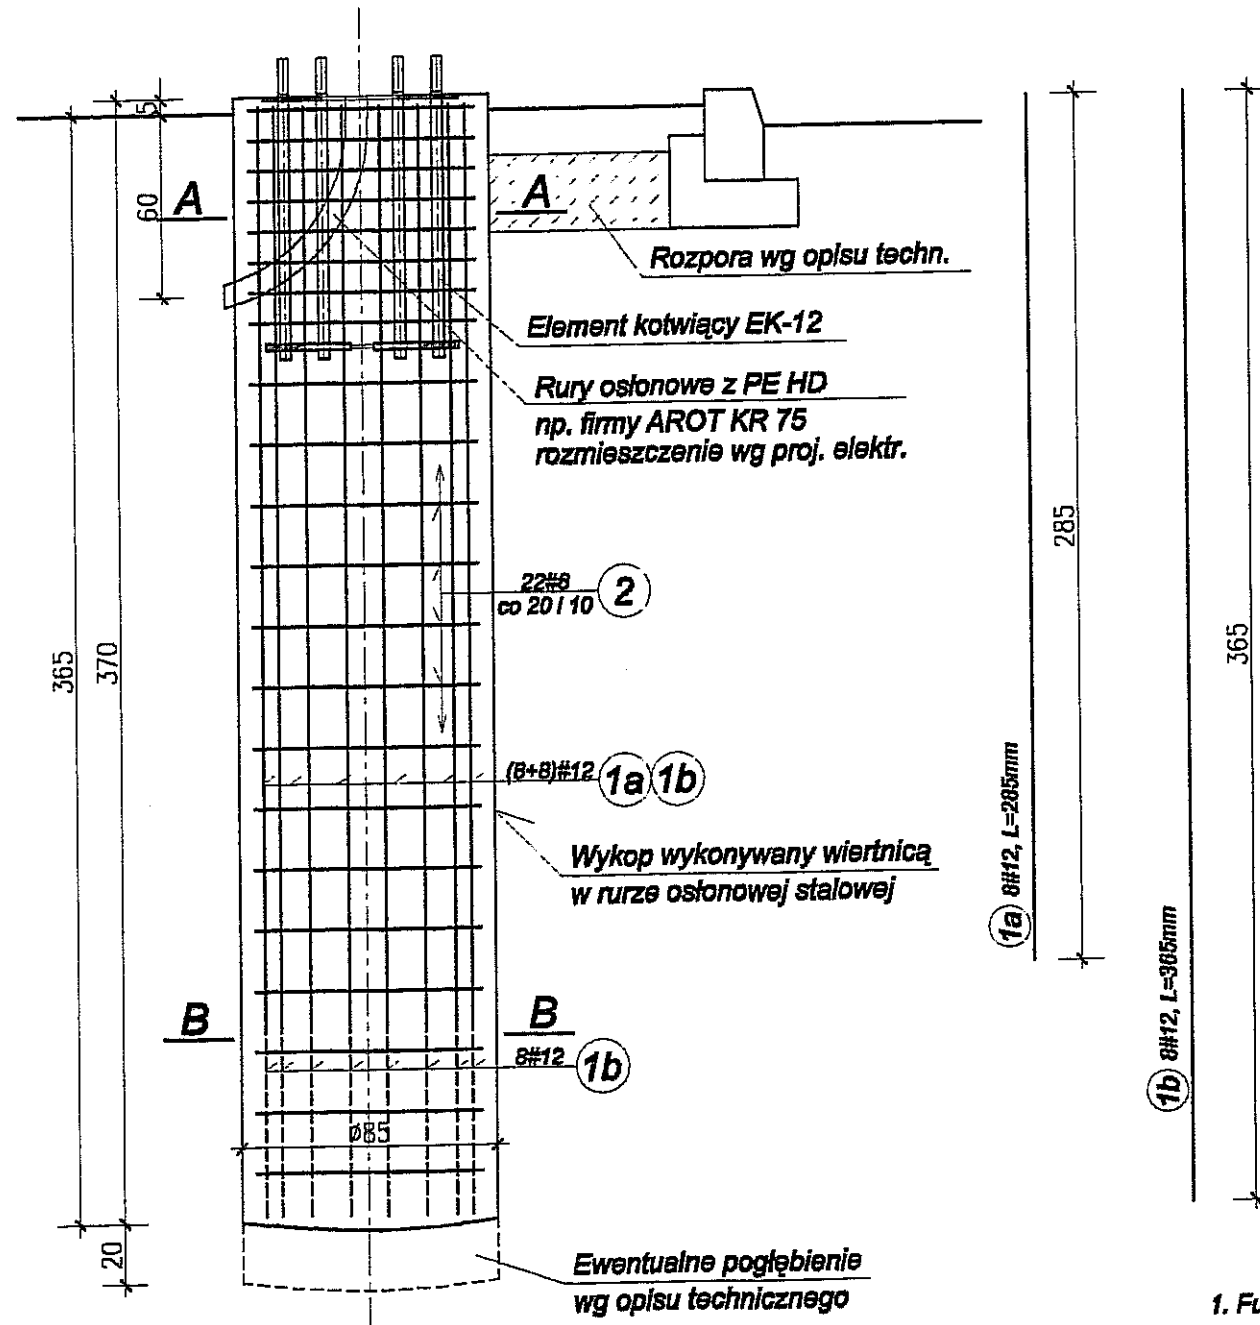 5
60
A
A
Rozpora wg opisu techn.
Element kotwiący EK-12
Rury osłonowe z PE HD
np. firmy AROT KR 75
rozmieszczenie wg proj. elektr.
285
22#8
co 20 / 10
2
365
370
365
(8+8)#12
1a
1b
Wykop wykonywany wiertnicą
w rurze osłonowej stalowej
1a 8#12, L=285mm
1b 8#12, L=365mm
B
B
8#12
1b
ø85
20
Ewentualne pogłębienie
wg opisu technicznego
1. Fu